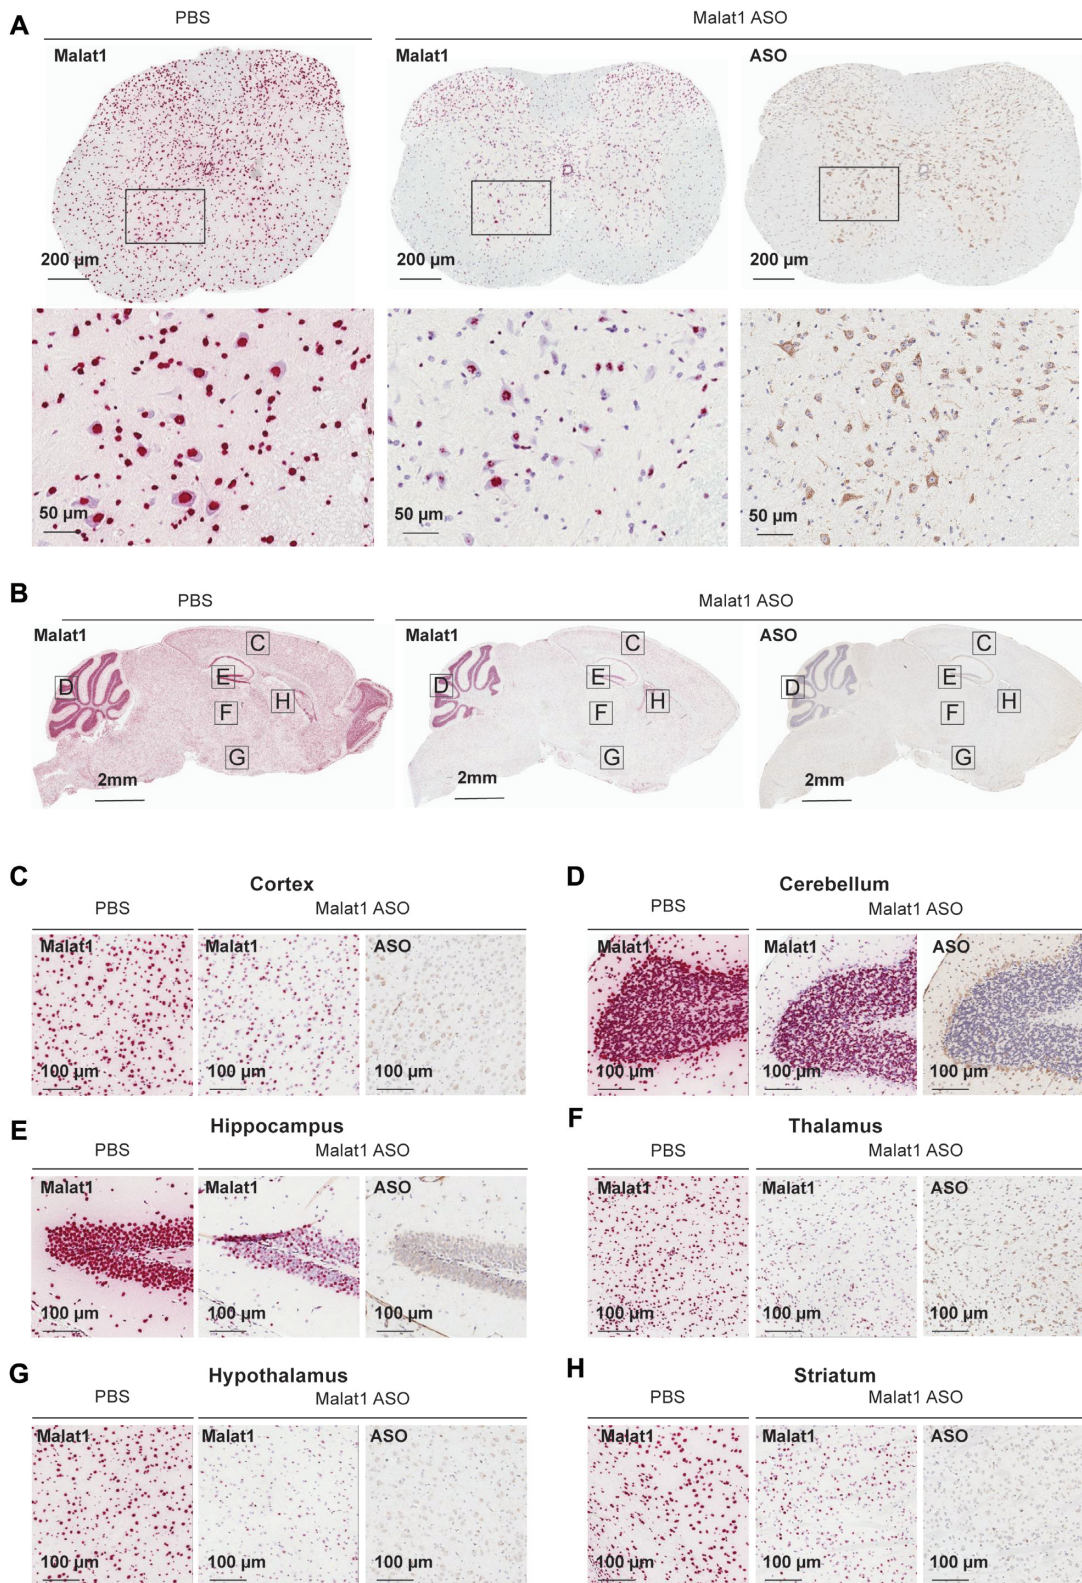 A
PBS
Malat1 ASO
Malat1
Malat1
ASO
200 µm
200 µm
200 µm
50 µm
50 µm
50 µm
B
PBS
Malat1 ASO
Malat1
Malat1
ASO
C
D
E
F
G
H
2mm
C
D
E
F
G
H
2mm
C
D
E
F
G
H
2mm
C
Cortex
PBS
Malat1 ASO
Malat1
Malat1
ASO
100 µm
100 µm
100 µm
D
Cerebellum
PBS
Malat1 ASO
Malat1
Malat1
ASO
100 µm
100 µm
100 µm
E
Hippocampus
PBS
Malat1 ASO
Malat1
Malat1
ASO
100 µm
100 µm
100 µm
F
Thalamus
PBS
Malat1 ASO
Malat1
Malat1
ASO
100 µm
100 µm
100 µm
G
Hypothalamus
PBS
Malat1 ASO
Malat1
Malat1
ASO
100 µm
100 µm
100 µm
H
Striatum
PBS
Malat1 ASO
Malat1
Malat1
ASO
100 µm
100 µm
100 µm